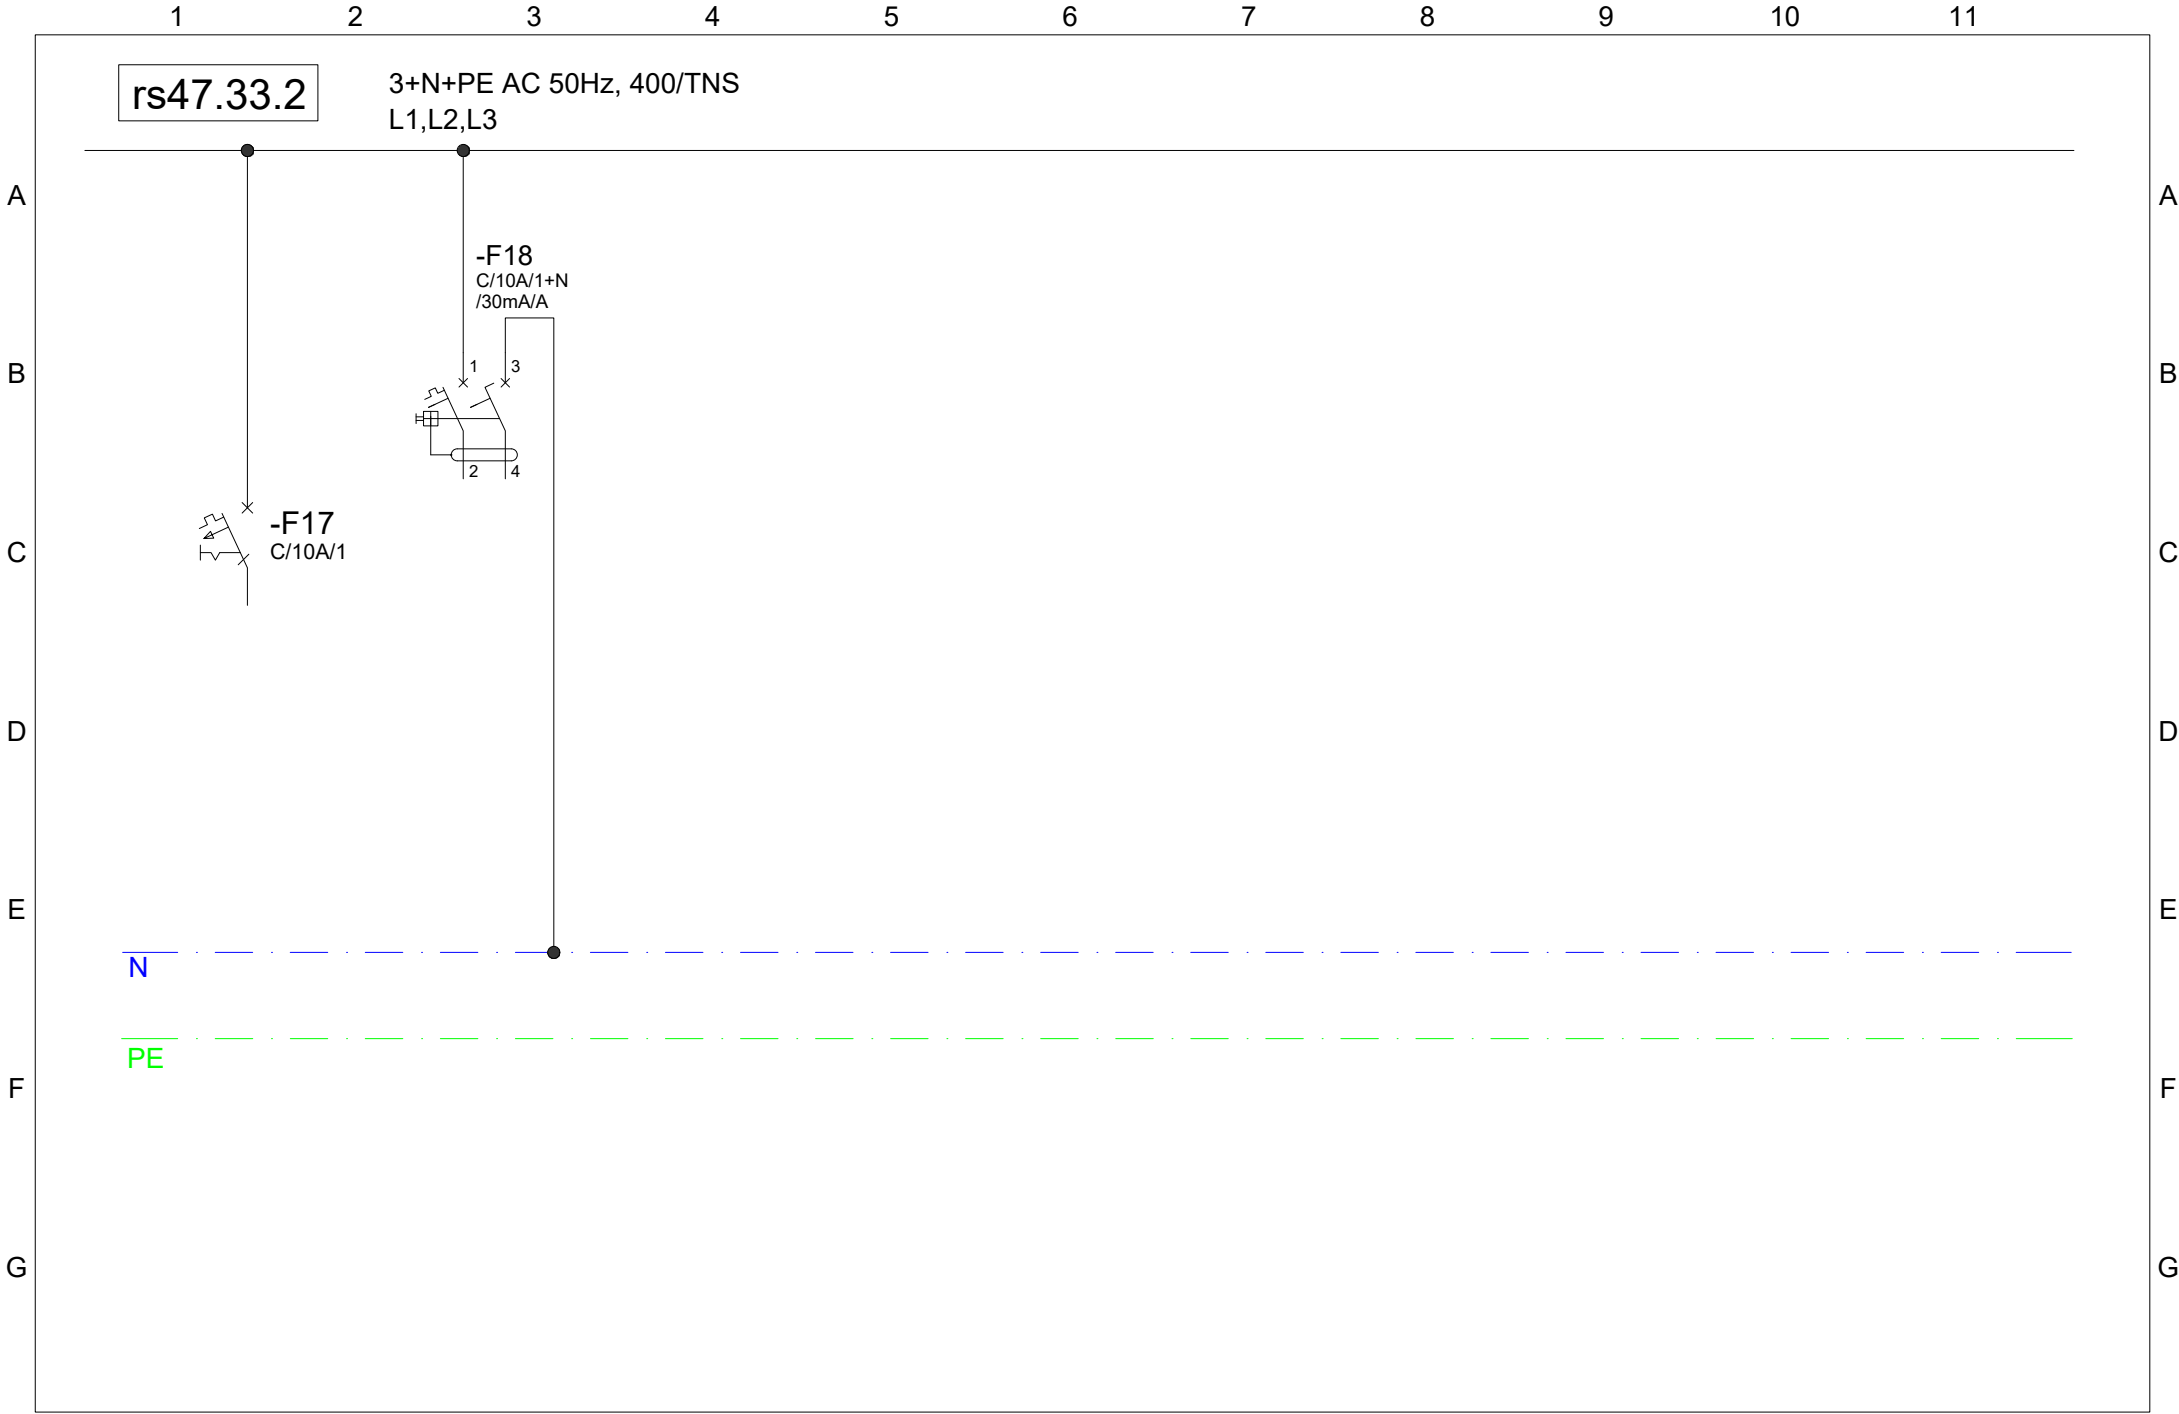 1 2 3 4 5 6 7 8 9 10 11
rs47.33.2
3+N+PE AC 50Hz, 400/TNS
L1,L2,L3
A A
-F18
C/10A/1+N
/30mA/A
1 3
B B
2 4
-F17
C/10A/1
C C
D D
E E
N
PE
F F
G G